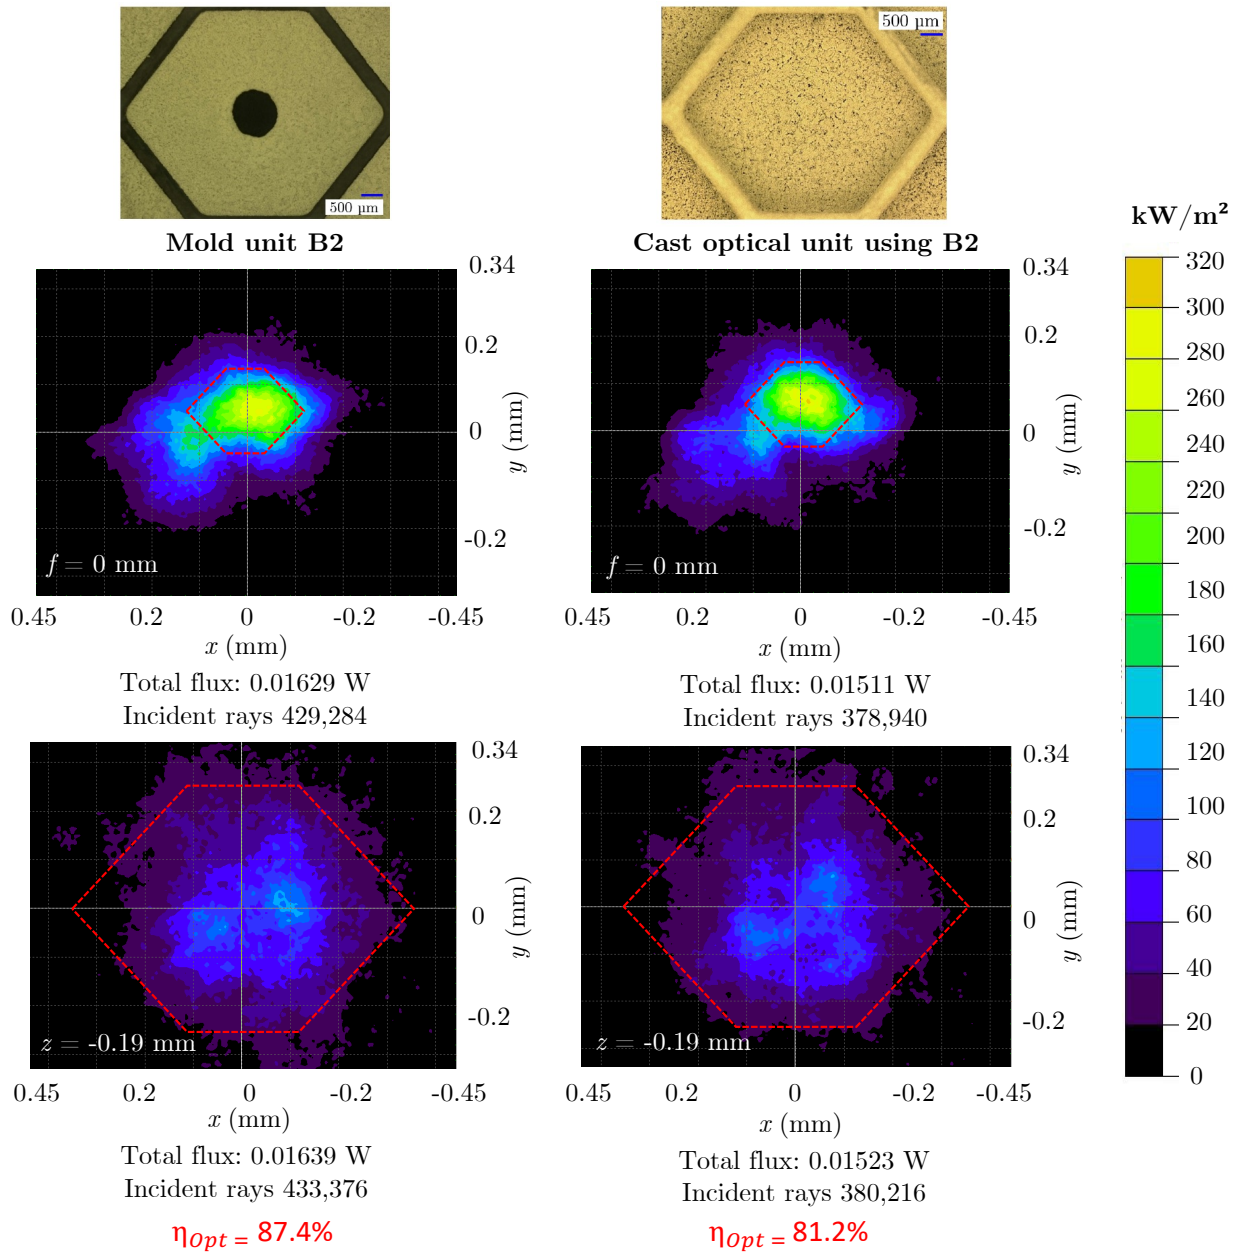 500 µm
500 µm
Mold unit B2
Cast optical unit using B2
kW/m²
320
300
280
260
240
220
200
180
160
140
120
100
80
60
40
20
0
0.34
0.2
0
-0.2
y (mm)
f = 0 mm
0.45 0.2 0 -0.2 -0.45
x (mm)
Total flux: 0.01629 W
Incident rays 429,284
0.34
0.2
0
-0.2
y (mm)
f = 0 mm
0.45 0.2 0 -0.2 -0.45
x (mm)
Total flux: 0.01511 W
Incident rays 378,940
0.34
0.2
0
-0.2
y (mm)
z = -0.19 mm
0.45 0.2 0 -0.2 -0.45
x (mm)
Total flux: 0.01639 W
Incident rays 433,376
ηOpt = 87.4%
0.34
0.2
0
-0.2
y (mm)
z = -0.19 mm
0.45 0.2 0 -0.2 -0.45
x (mm)
Total flux: 0.01523 W
Incident rays 380,216
ηOpt = 81.2%